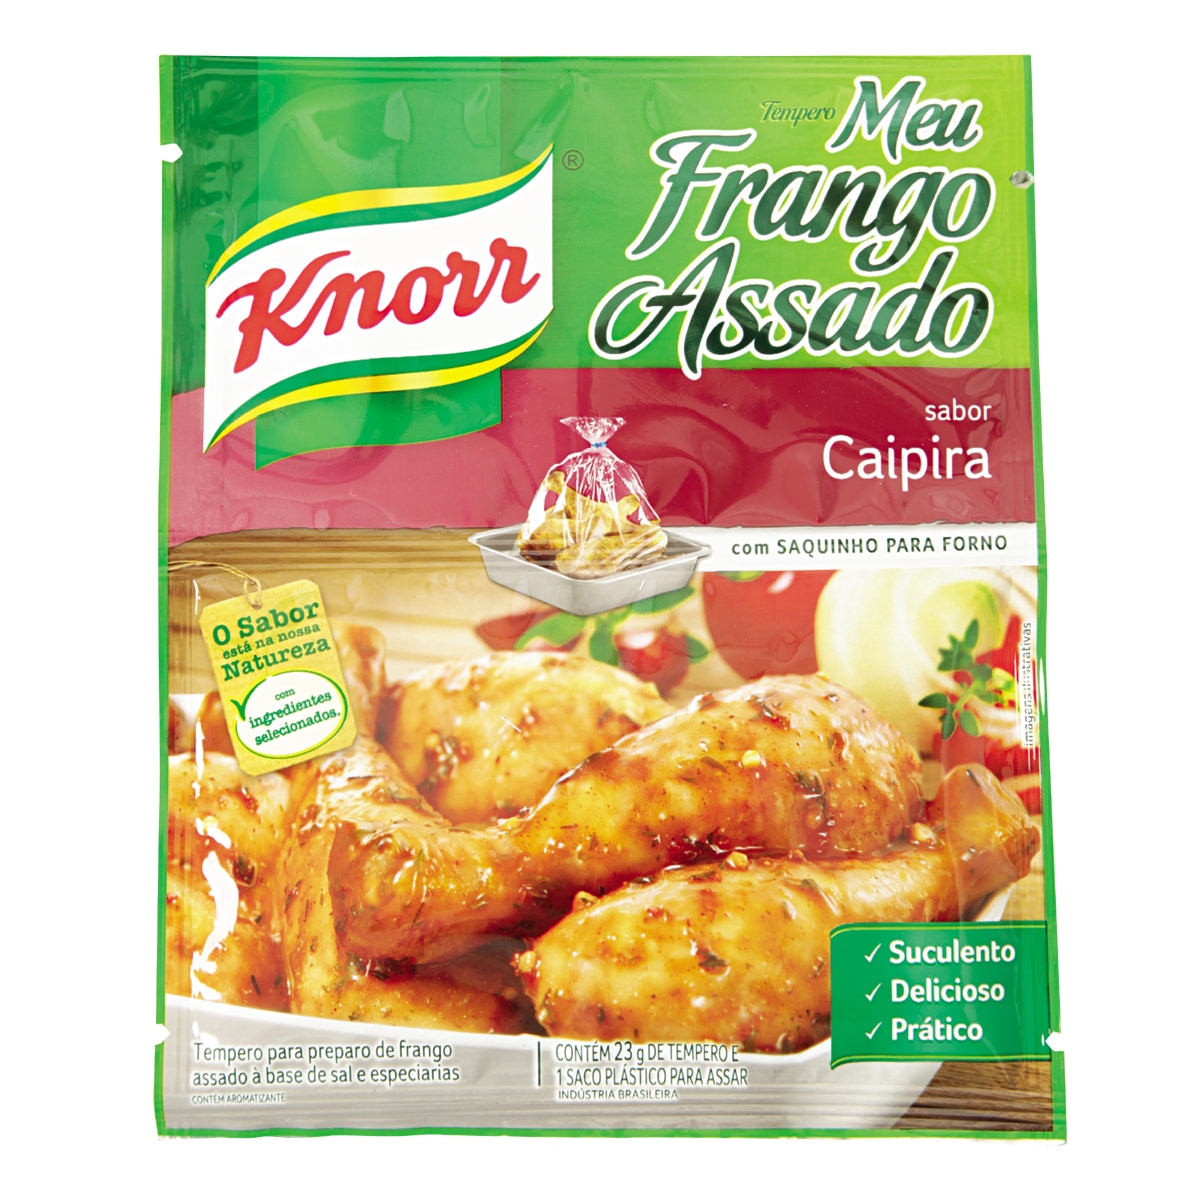 Tempero Meu
Frango
Assado
Knorr®
sabor
Caipira
com SAQUINHO PARA FORNO
O Sabor
está na nossa
Natureza
com
ingredientes
selecionados.
imagens ilustrativas
✓ Suculento
✓ Delicioso
✓ Prático
Tempero para preparo de frango
assado à base de sal e especiarias
CONTÉM AROMATIZANTE
CONTÉM 23 g DE TEMPERO E
1 SACO PLÁSTICO PARA ASSAR
INDÚSTRIA BRASILEIRA